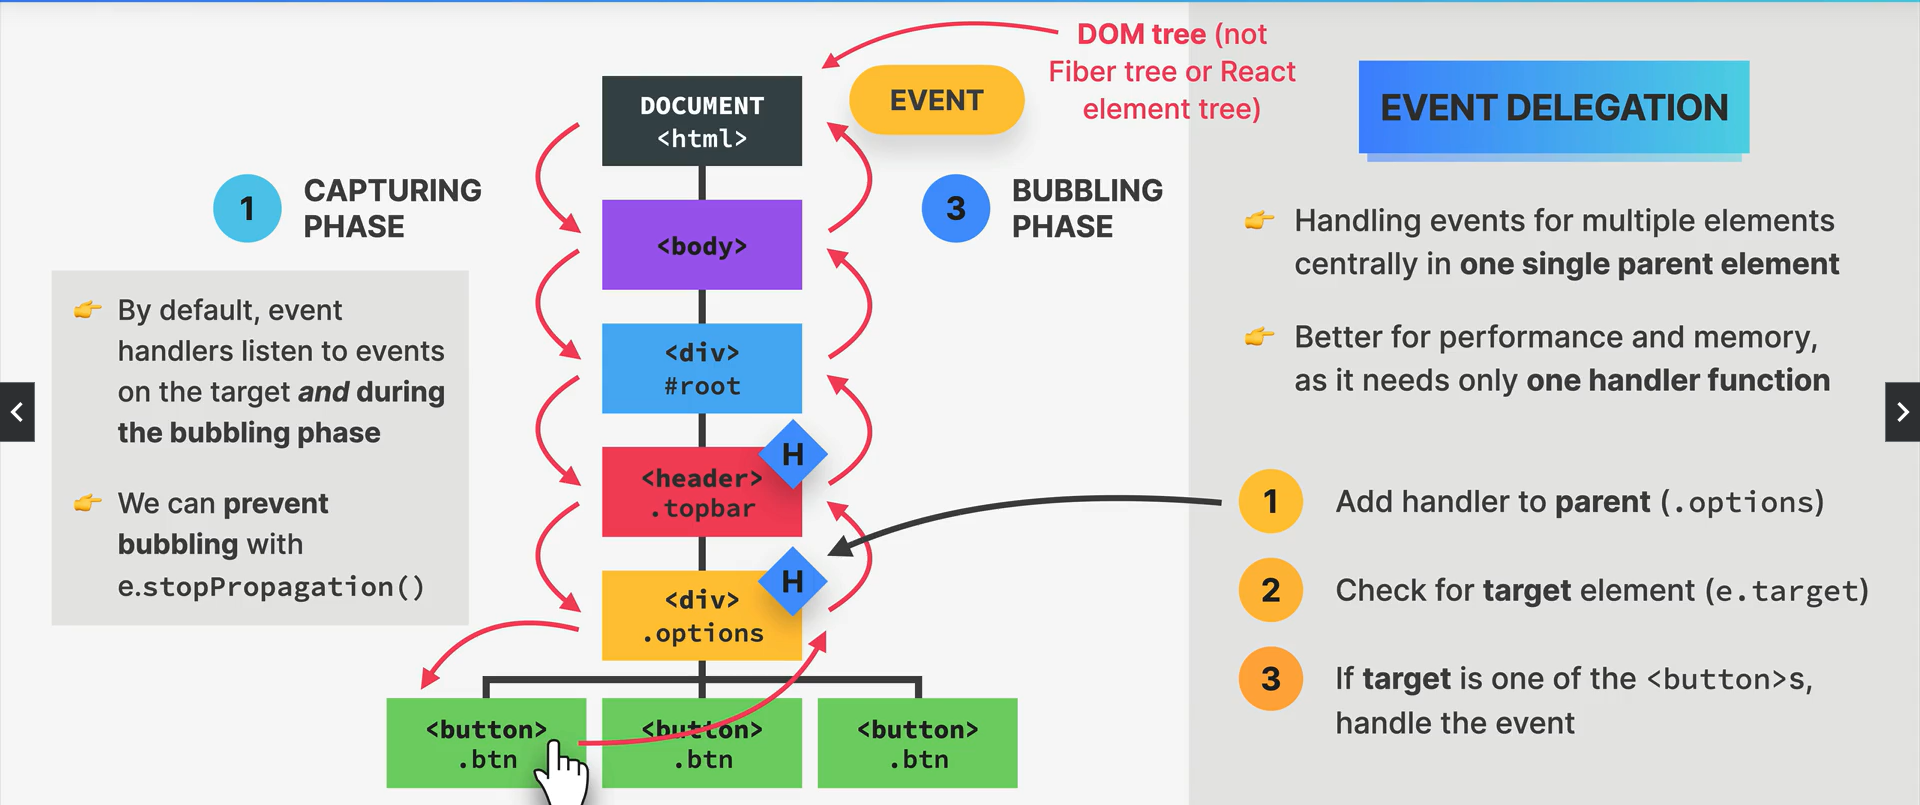 DOM tree (not
Fiber tree or React
element tree)
DOCUMENT
<html>
EVENT
1
CAPTURING
PHASE
3
BUBBLING
PHASE
<body>
👉 By default, event
handlers listen to events
on the target and during
the bubbling phase
👉 We can prevent
bubbling with
e.stopPropagation()
<div>
#root
H
<header>
.topbar
H
<div>
.options
<button>
.btn
<button>
.btn
<button>
.btn
EVENT DELEGATION
👉 Handling events for multiple elements
centrally in one single parent element
👉 Better for performance and memory,
as it needs only one handler function
1 Add handler to parent (.options)
2 Check for target element (e.target)
3 If target is one of the <button>s,
handle the event